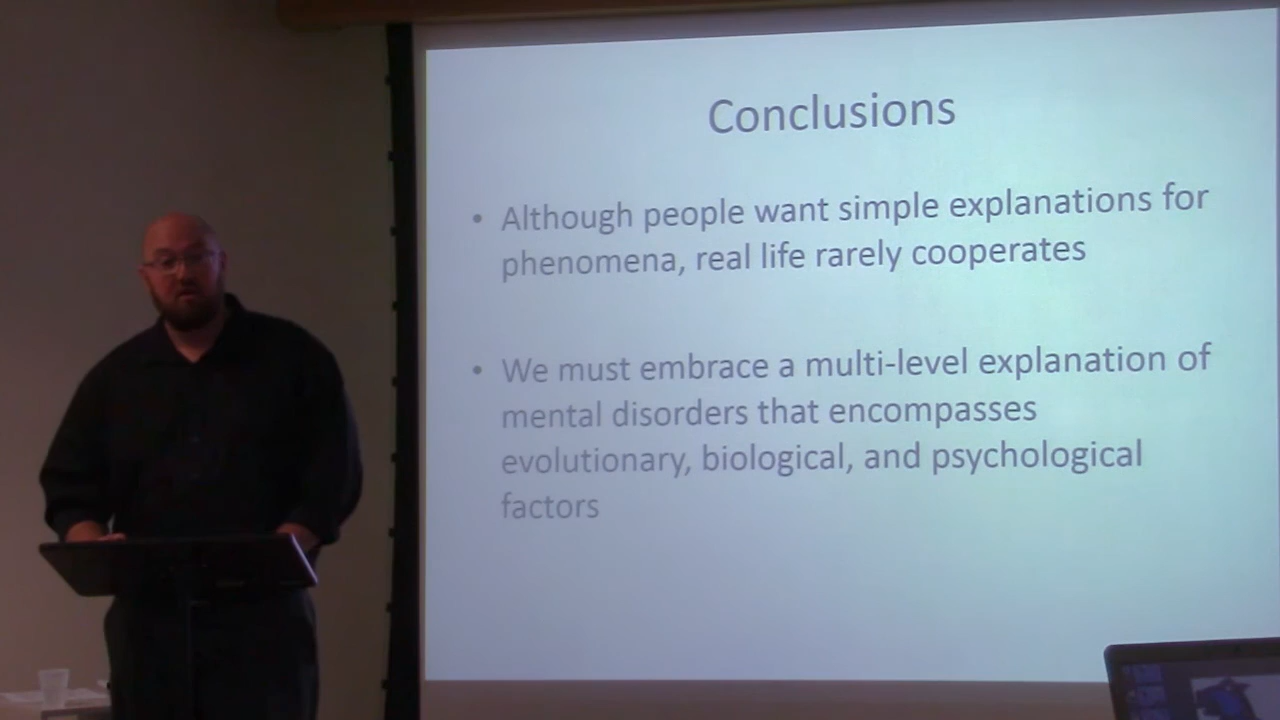 Conclusions
• Although people want simple explanations for
phenomena, real life rarely cooperates
• We must embrace a multi-level explanation of
mental disorders that encompasses
evolutionary, biological, and psychological
factors